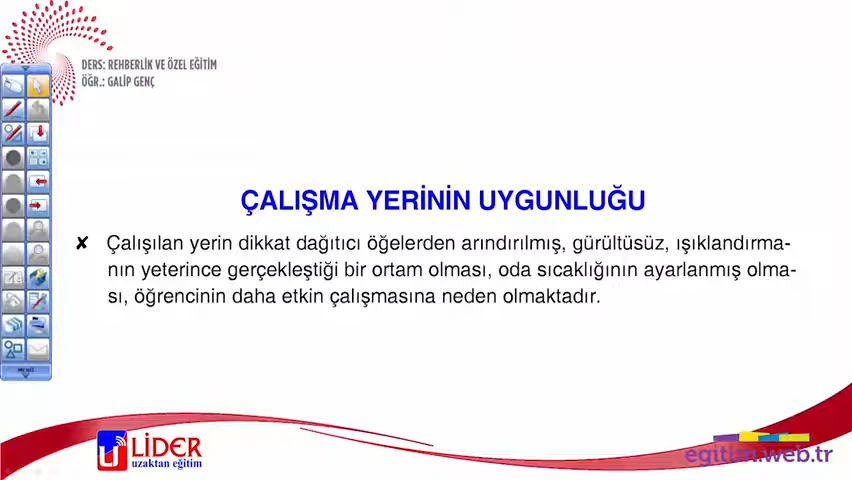 DERS: REHBERLİK VE ÖZEL EĞİTİM
ÖĞR.: GALİP GENÇ
ÇALIŞMA YERİNİN UYGUNLUĞU
✘ Çalışılan yerin dikkat dağıtıcı öğelerden arındırılmış, gürültüsüz, ışıklandırma-
nın yeterince gerçekleştiği bir ortam olması, oda sıcaklığının ayarlanmış olma-
sı, öğrencinin daha etkin çalışmasına neden olmaktadır.
MENÜ
LİDER
uzaktan eğitim
egitim.web.tr